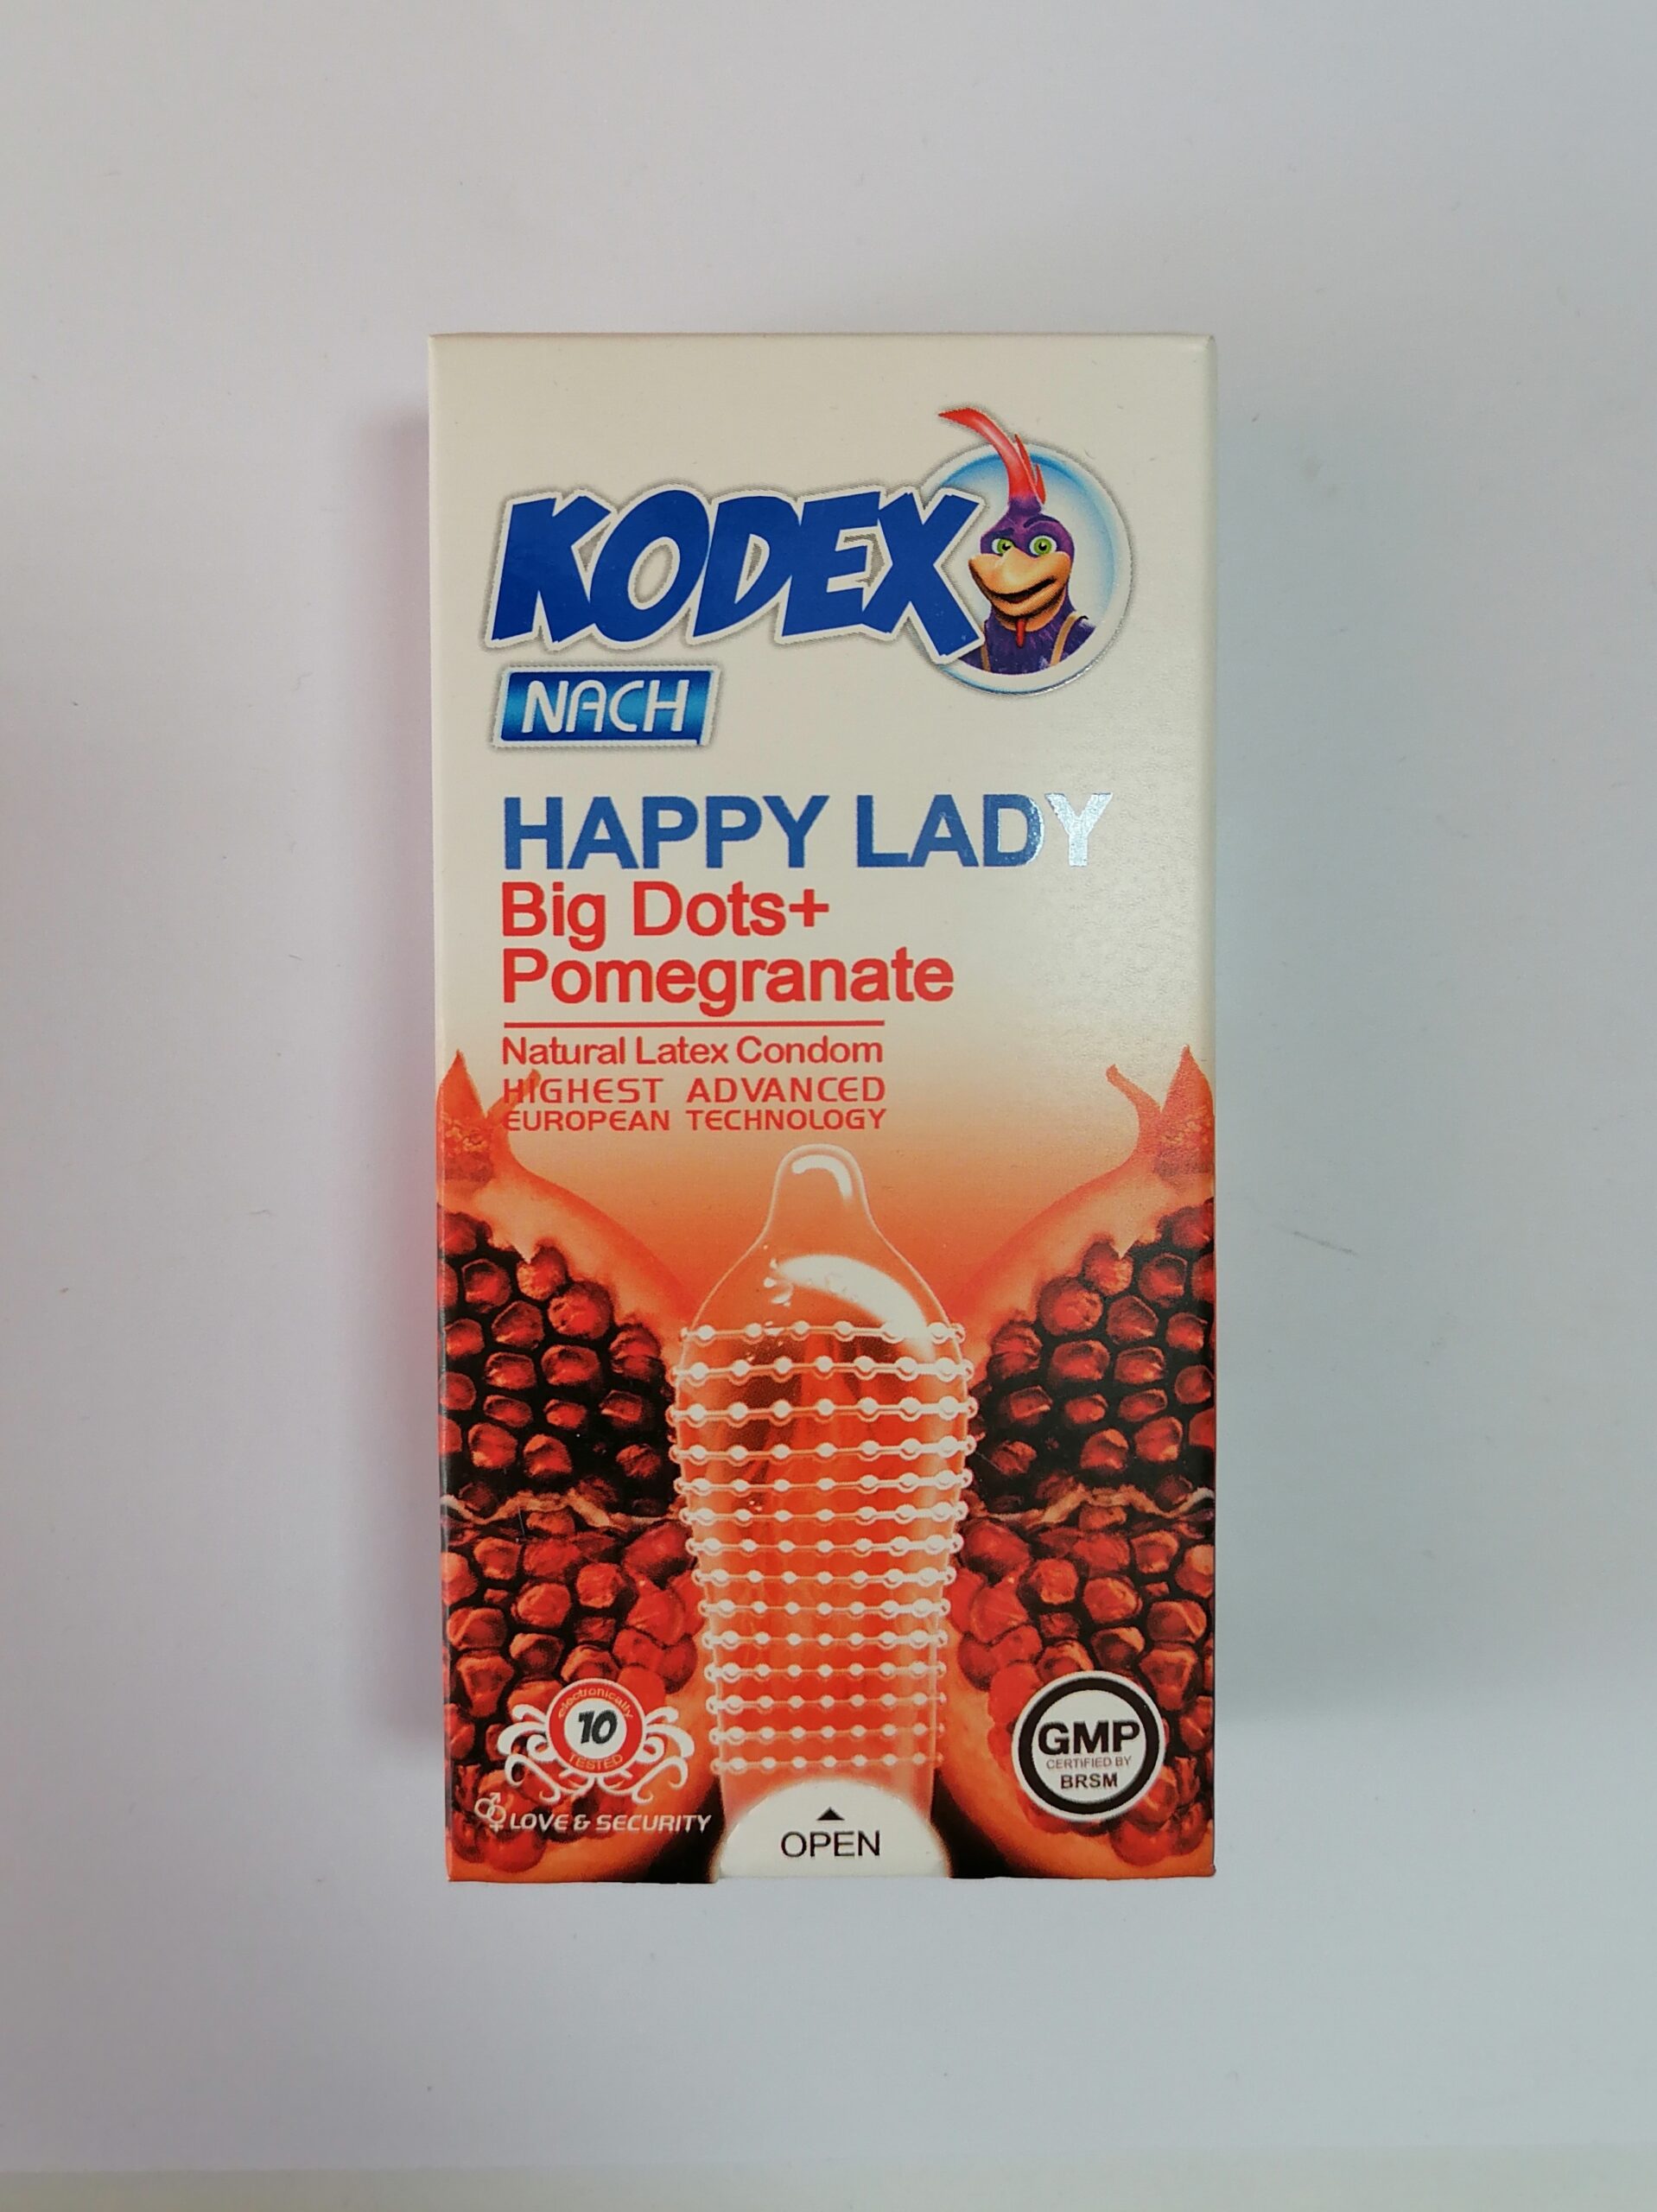 KODEX
NACH
HAPPY LADY
Big Dots+
Pomegranate
Natural Latex Condom
HIGHEST ADVANCED
EUROPEAN TECHNOLOGY
electronically
10
TESTED
LOVE & SECURITY
OPEN
GMP
CERTIFIED BY
BRSM